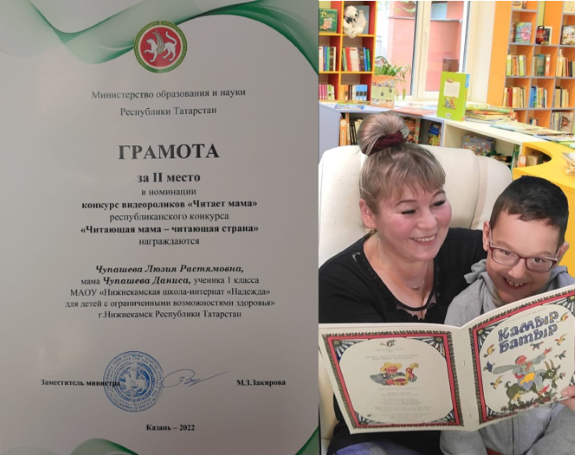 Министерство образования и науки
Республики Татарстан
ГРАМОТА
за II место
в номинации
конкурс видеороликов «Читает мама»
республиканского конкурса
«Читающая мама – читающая страна»
награждаются
Чупашева Люзия Растямовна,
мама Чупашева Даниса, ученика 1 класса
МАОУ «Нижнекамская школа-интернат «Надежда»
для детей с ограниченными возможностями здоровья»
г.Нижнекамск Республики Татарстан
Заместитель министра
М.З.Закирова
Казань – 2022
Камыр
батыр